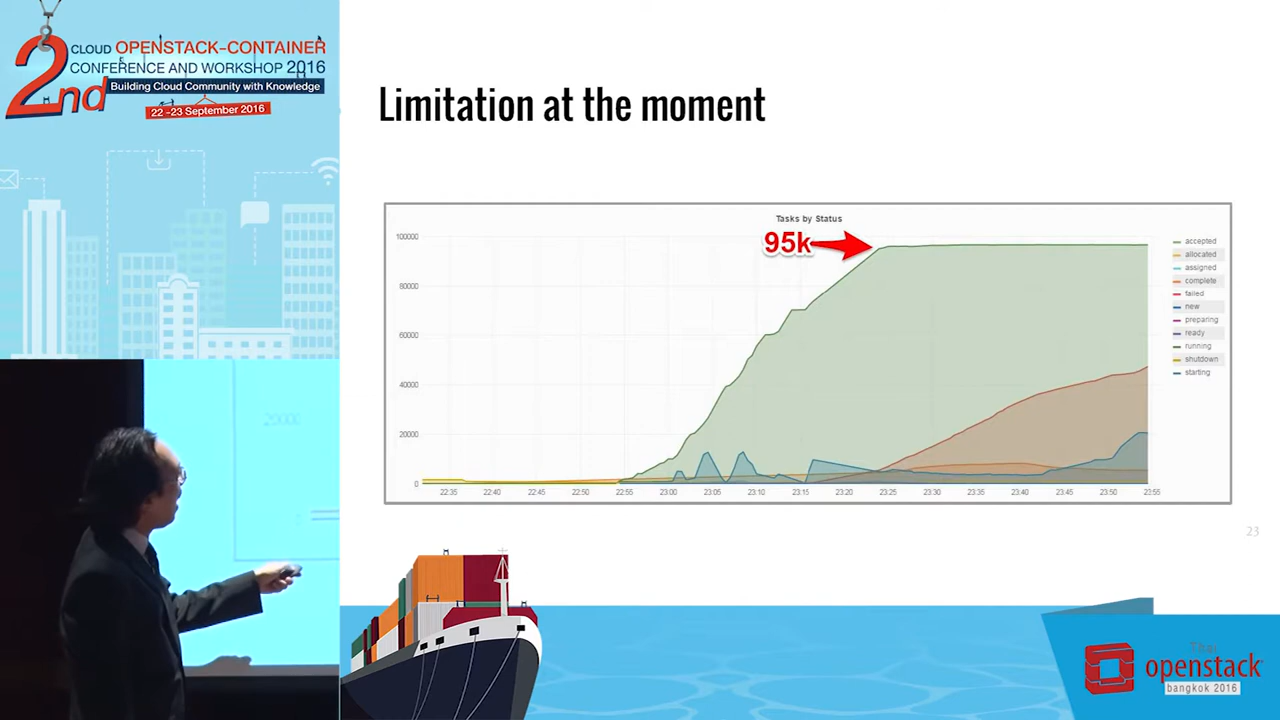 2nd
CLOUD OPENSTACK-CONTAINER
CONFERENCE AND WORKSHOP 2016
Building Cloud Community with Knowledge
22 -23 September 2016
Limitation at the moment
Tasks by Status
95k
100000
80000
60000
40000
20000
0
22:35 22:40 22:45 22:50 22:55 23:00 23:05 23:10 23:15 23:20 23:25 23:30 23:35 23:40 23:45 23:50 23:55
accepted
allocated
assigned
complete
failed
new
preparing
ready
running
shutdown
starting
20000
23
Thai
openstack
bangkok 2016